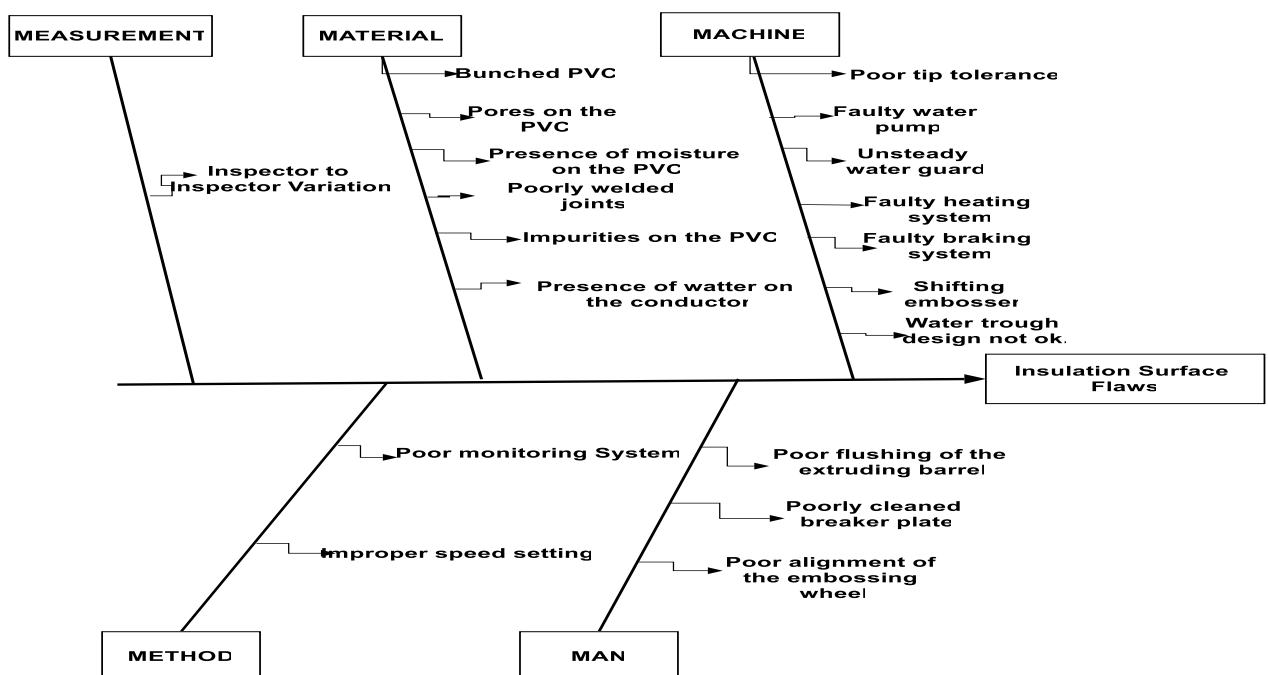 MEASUREMENT
MATERIAL
MACHINE
Inspector to
Inspector Variation
Bunched PVC
Pores on the
PVC
Presence of moisture
on the PVC
Poorly welded
joints
Impurities on the PVC
Presence of watter on
the conductor
Poor tip tolerance
Faulty water
pump
Unsteady
water guard
Faulty heating
system
Faulty braking
system
Shifting
embosser
Water trough
design not ok.
Insulation Surface
Flaws
Poor monitoring System
Improper speed setting
Poor flushing of the
extruding barrel
Poorly cleaned
breaker plate
Poor alignment of
the embossing
wheel
METHOD
MAN